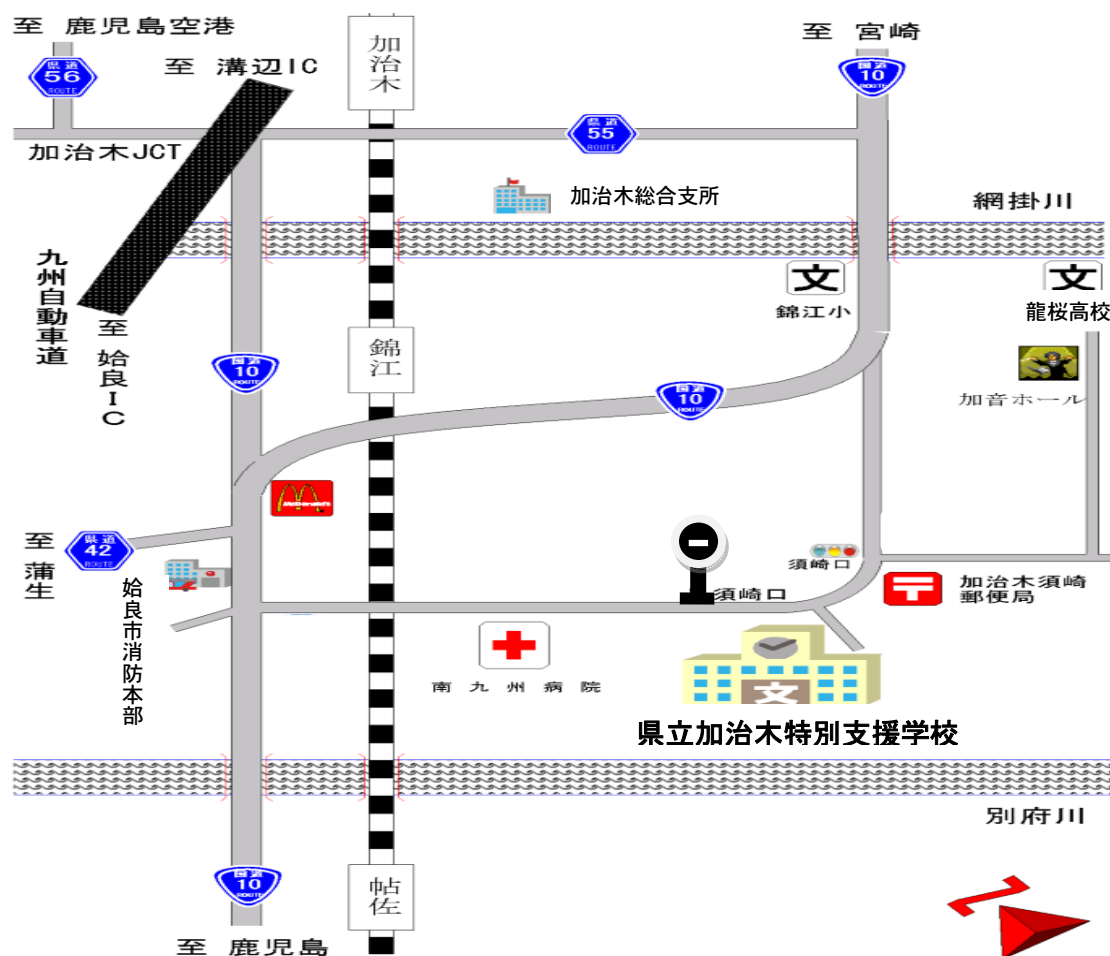 至 鹿児島空港
県道
56
ROUTE
至 溝辺IC
加治木
至 宮崎
国道
10
ROUTE
県道
55
ROUTE
加治木JCT
加治木総合支所
網掛川
九州自動車道
至 姶良IC
文
錦江小
文
龍桜高校
国道
10
ROUTE
錦江
国道
10
ROUTE
加音ホール
McDonald's
至 蒲生
県道
42
ROUTE
姶良市消防本部
須崎口
須崎口
加治木須崎
郵便局
南九州病院
文
県立加治木特別支援学校
別府川
国道
10
ROUTE
帖佐
至 鹿児島